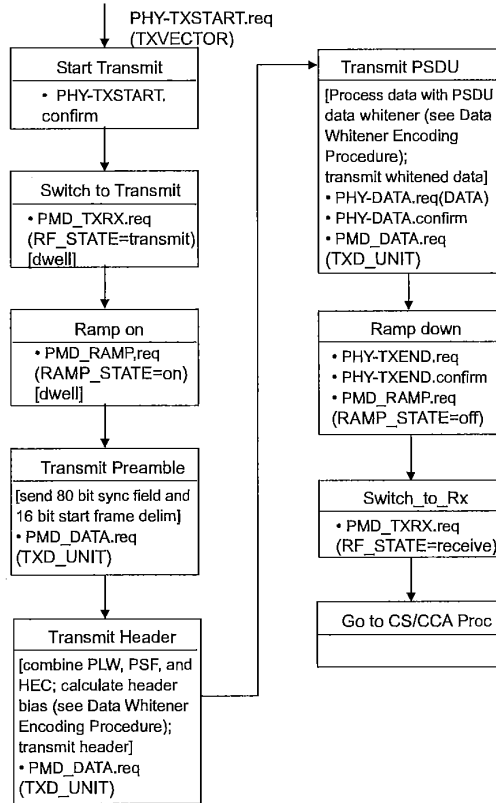 PHY-TXSTART.req
(TXVECTOR)
Start Transmit
• PHY-TXSTART.
confirm
Switch to Transmit
• PMD_TXRX.req
(RF_STATE=transmit)
[dwell]
Ramp on
• PMD_RAMP.req
(RAMP_STATE=on)
[dwell]
Transmit Preamble
[send 80 bit sync field and
16 bit start frame delim]
• PMD_DATA.req
(TXD_UNIT)
Transmit Header
[combine PLW, PSF, and
HEC; calculate header
bias (see Data Whitener
Encoding Procedure);
transmit header]
• PMD_DATA.req
(TXD_UNIT)
Transmit PSDU
[Process data with PSDU
data whitener (see Data
Whitener Encoding
Procedure);
transmit whitened data]
• PHY-DATA.req(DATA)
• PHY-DATA.confirm
• PMD_DATA.req
(TXD_UNIT)
Ramp down
• PHY-TXEND.req
• PHY-TXEND.confirm
• PMD_RAMP.req
(RAMP_STATE=off)
Switch_to_Rx
• PMD_TXRX.req
(RF_STATE=receive)
Go to CS/CCA Proc